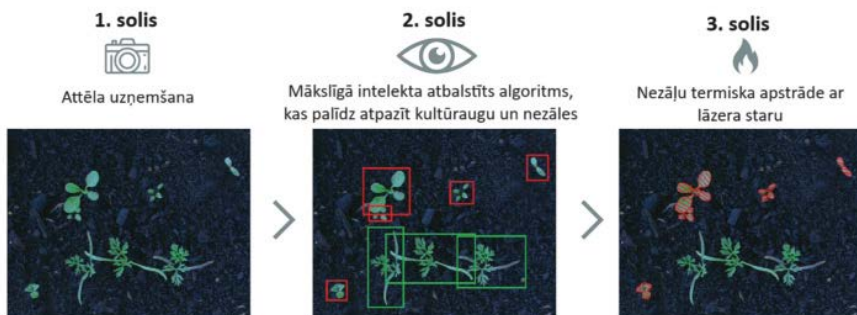 1. solis
Attēla uzņemšana
2. solis
Mākslīgā intelekta atbalstīts algoritms,
kas palīdz atpazīt kultūraugu un nezāles
3. solis
Nezāļu termiska apstrāde ar
lāzera staru